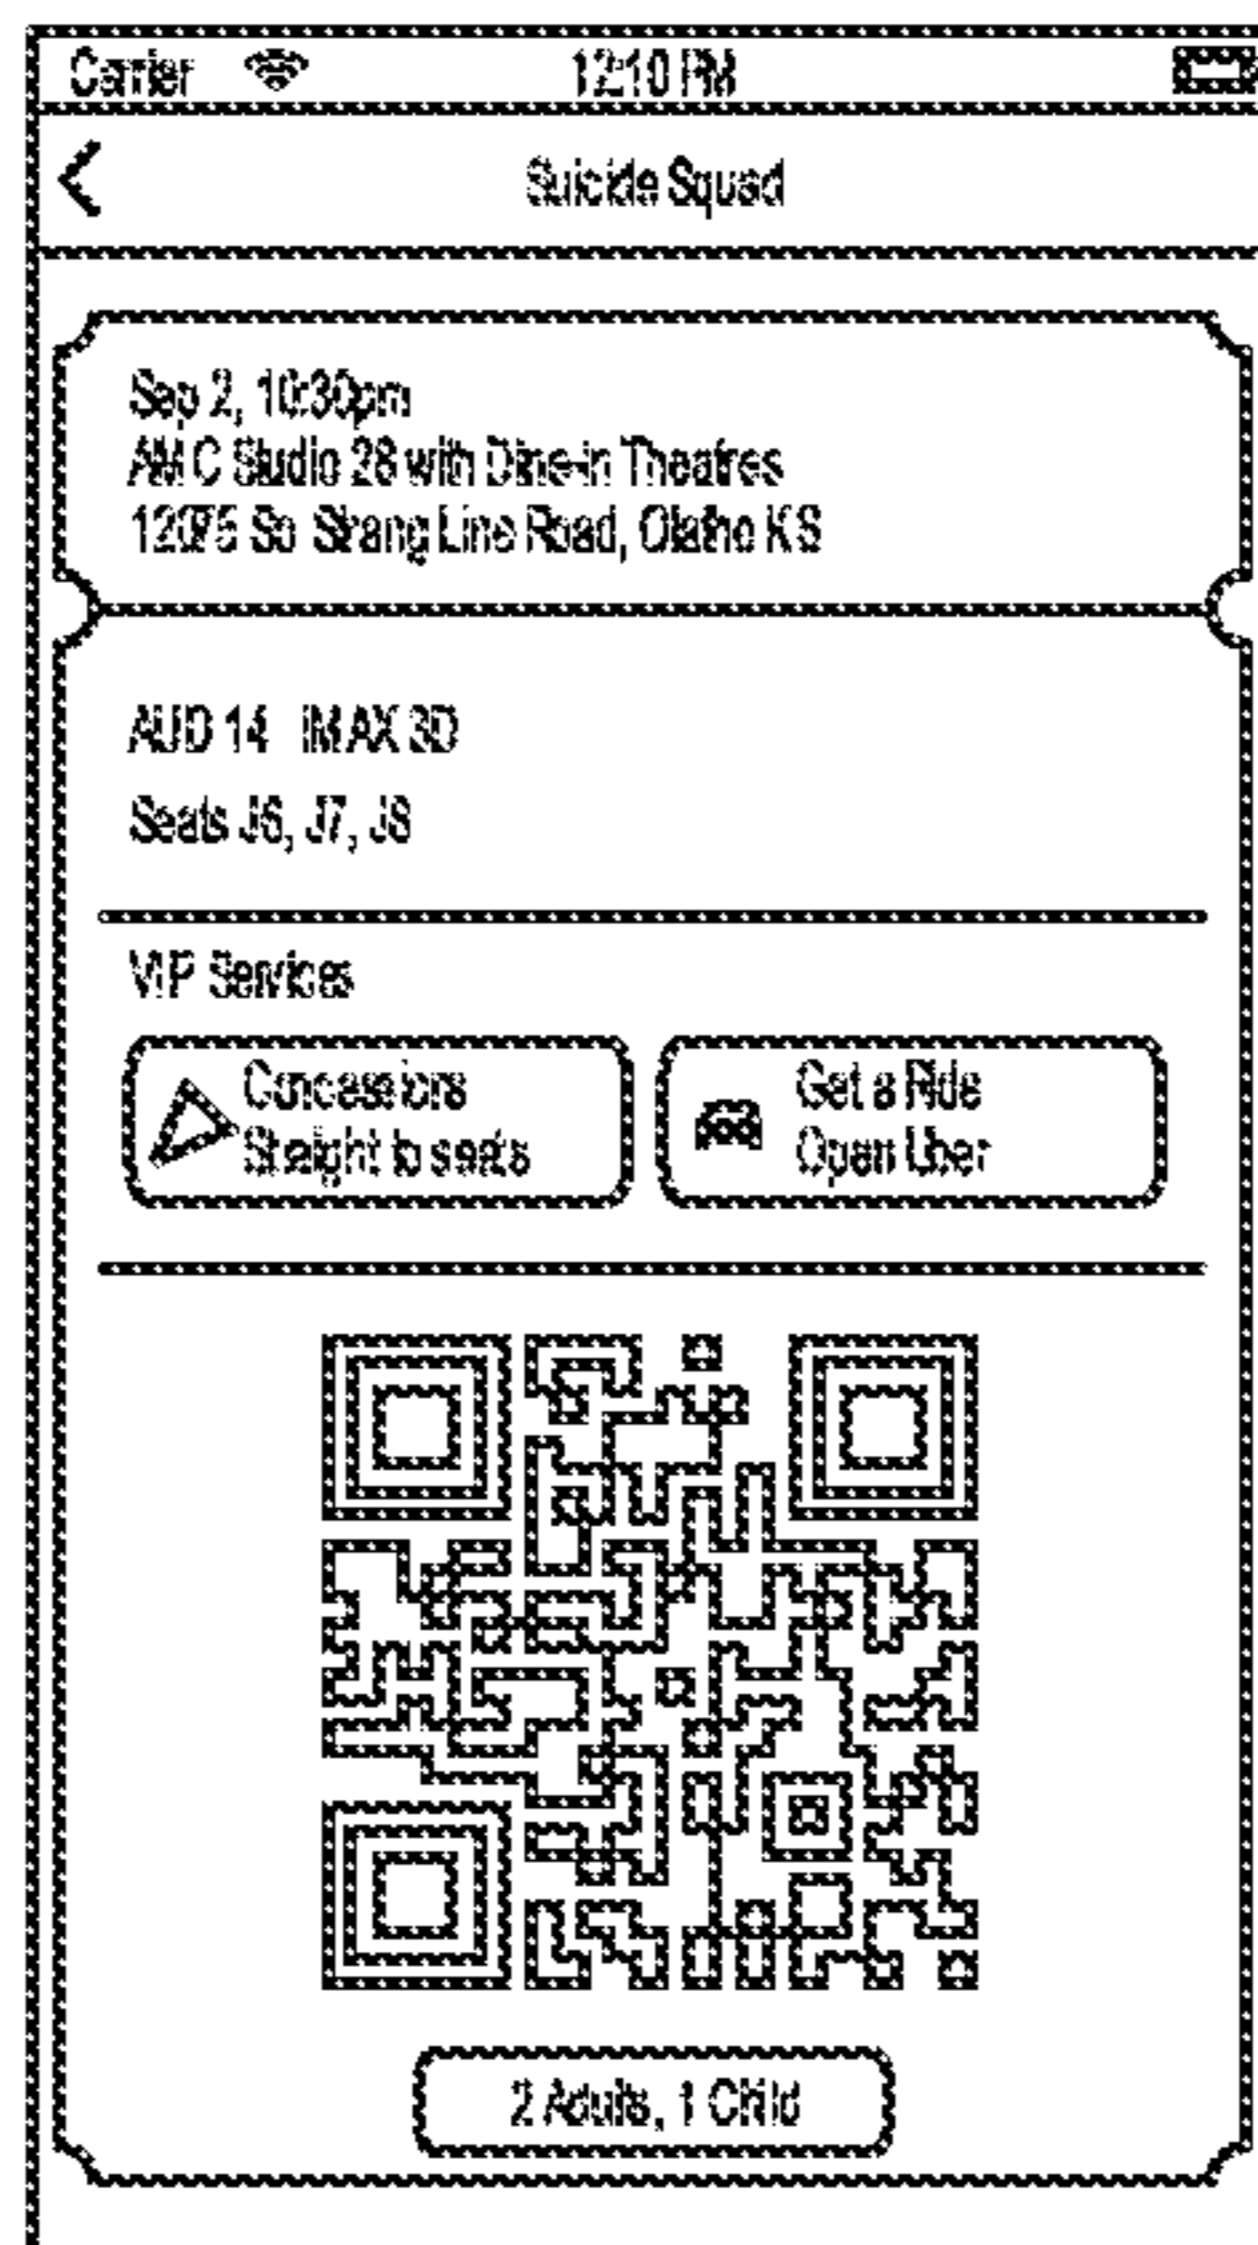 Carrier 12:10 PM
Suicide Squad
Sep 2, 10:30pm
AMC Studio 28 with Dine-in Theatres
12075 So Strang Line Road, Olathe KS
AUD 14 IMAX 3D
Seats J6, J7, J8
VIP Services
Concessions
Straight to seats
Get a Ride
Open Uber
2 Adults, 1 Child